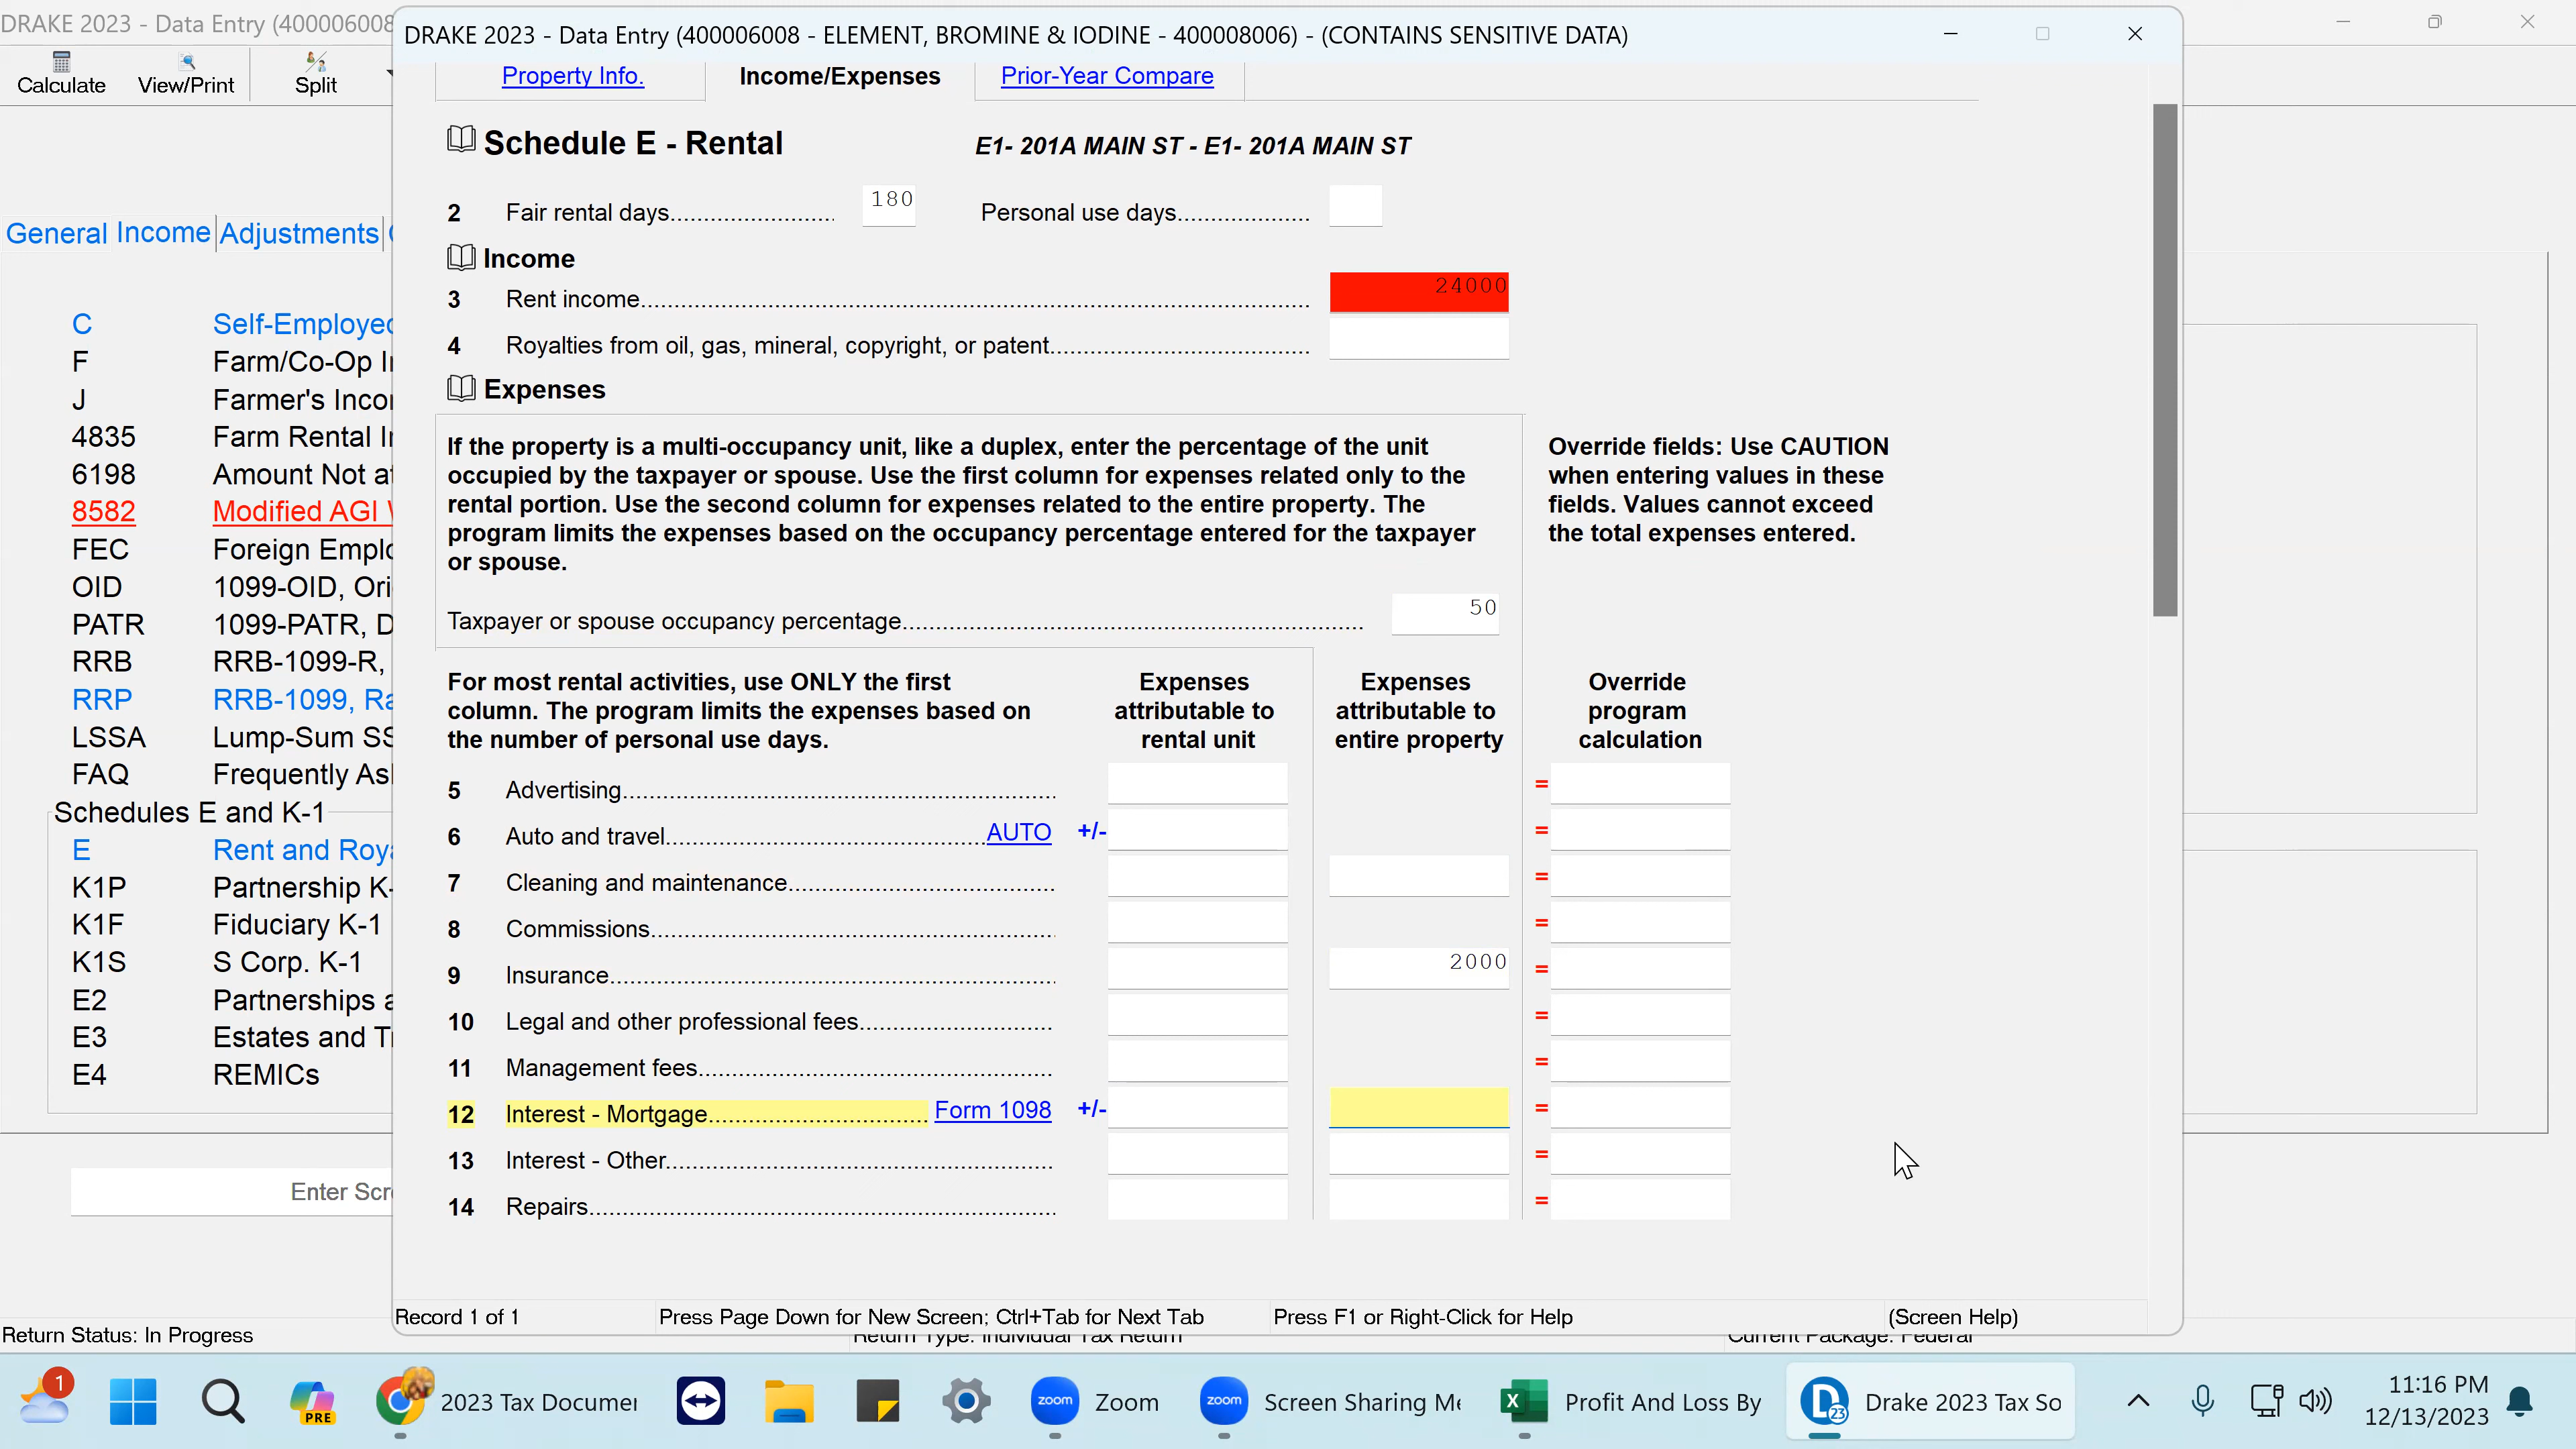 DRAKE 2023 - Data Entry (400006008
DRAKE 2023 - Data Entry (400006008 - ELEMENT, BROMINE & IODINE - 400008006) - (CONTAINS SENSITIVE DATA)
Calculate View/Print Split
Property Info. Income/Expenses Prior-Year Compare
Schedule E - Rental E1- 201A MAIN ST - E1- 201A MAIN ST
2 Fair rental days 180 Personal use days
Income
3 Rent income 24000
4 Royalties from oil, gas, mineral, copyright, or patent
Expenses
If the property is a multi-occupancy unit, like a duplex, enter the percentage of the unit
occupied by the taxpayer or spouse. Use the first column for expenses related only to the
rental portion. Use the second column for expenses related to the entire property. The
program limits the expenses based on the occupancy percentage entered for the taxpayer
or spouse.
Override fields: Use CAUTION
when entering values in these
fields. Values cannot exceed
the total expenses entered.
Taxpayer or spouse occupancy percentage 50
For most rental activities, use ONLY the first
column. The program limits the expenses based on
the number of personal use days.
Expenses
attributable to
rental unit
Expenses
attributable to
entire property
Override
program
calculation
5 Advertising =
6 Auto and travel AUTO +/- =
7 Cleaning and maintenance =
8 Commissions =
9 Insurance 2000 =
10 Legal and other professional fees =
11 Management fees =
12 Interest - Mortgage Form 1098 +/- =
13 Interest - Other =
14 Repairs =
Record 1 of 1 Press Page Down for New Screen; Ctrl+Tab for Next Tab Press F1 or Right-Click for Help (Screen Help)
General Income Adjustments
C Self-Employed
F Farm/Co-Op I
J Farmer's Inco
4835 Farm Rental I
6198 Amount Not a
8582 Modified AGI
FEC Foreign Empl
OID 1099-OID, Ori
PATR 1099-PATR, D
RRB RRB-1099-R,
RRP RRB-1099, Ra
LSSA Lump-Sum SS
FAQ Frequently As
Schedules E and K-1
E Rent and Roy
K1P Partnership K-
K1F Fiduciary K-1
K1S S Corp. K-1
E2 Partnerships a
E3 Estates and T
E4 REMICs
Enter Scr
Return Status: In Progress Return Type: Individual Tax Return Current Package: Federal
1 PRE 2023 Tax Documer zoom Zoom zoom Screen Sharing Me X Profit And Loss By D 23 Drake 2023 Tax So 11:16 PM
12/13/2023